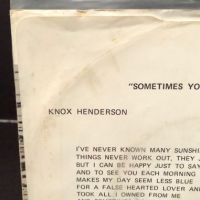 "SOMETIMES YO
KNOX HENDERSON
I'VE NEVER KNOWN MANY SUNSHI
THINGS NEVER WORK OUT, THEY J
BUT I CAN BE HAPPY JUST TO SAY
AND TO SEE YOU EACH MORNING
MAKES MY DAY SEEM LESS BLUE
FOR A FALSE HEARTED LOVER AND
TOOK ALL I OWNED FROM ME